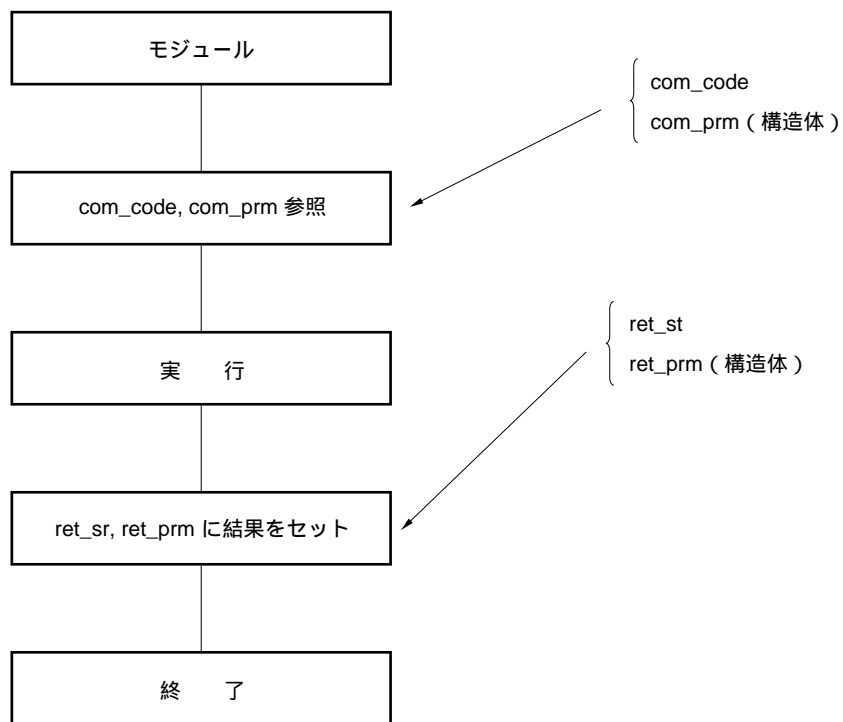 モジュール
com_code
com_prm ( 構造体 )
com_code, com_prm 参照
ret_st
ret_prm ( 構造体 )
実　　行
ret_sr, ret_prm に結果をセット
終　　了